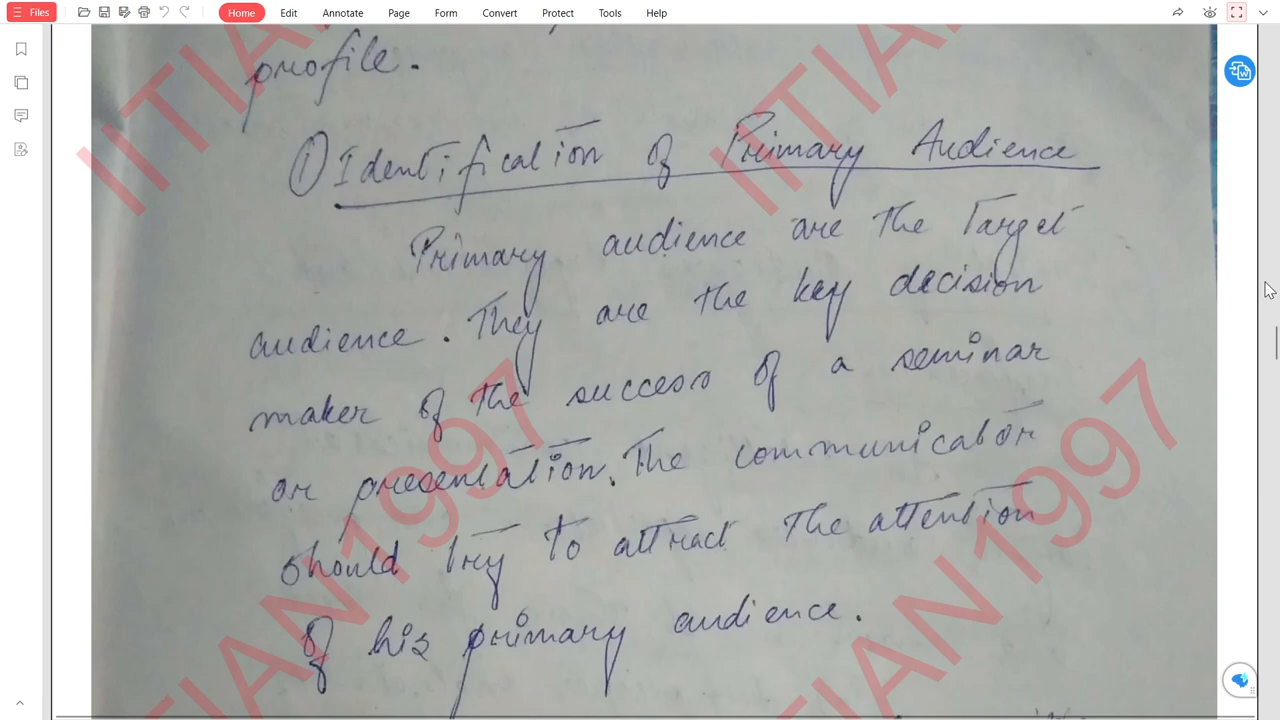 Files
Home
Edit
Annotate
Page
Form
Convert
Protect
Tools
Help
profile.
① Identification of Primary Audience
Primary audience are the Target
audience. They are the key decision
maker of the success of a seminar
or presentation. The communicator
should try to attract the attention
of his primary audience.
IITIAN1997